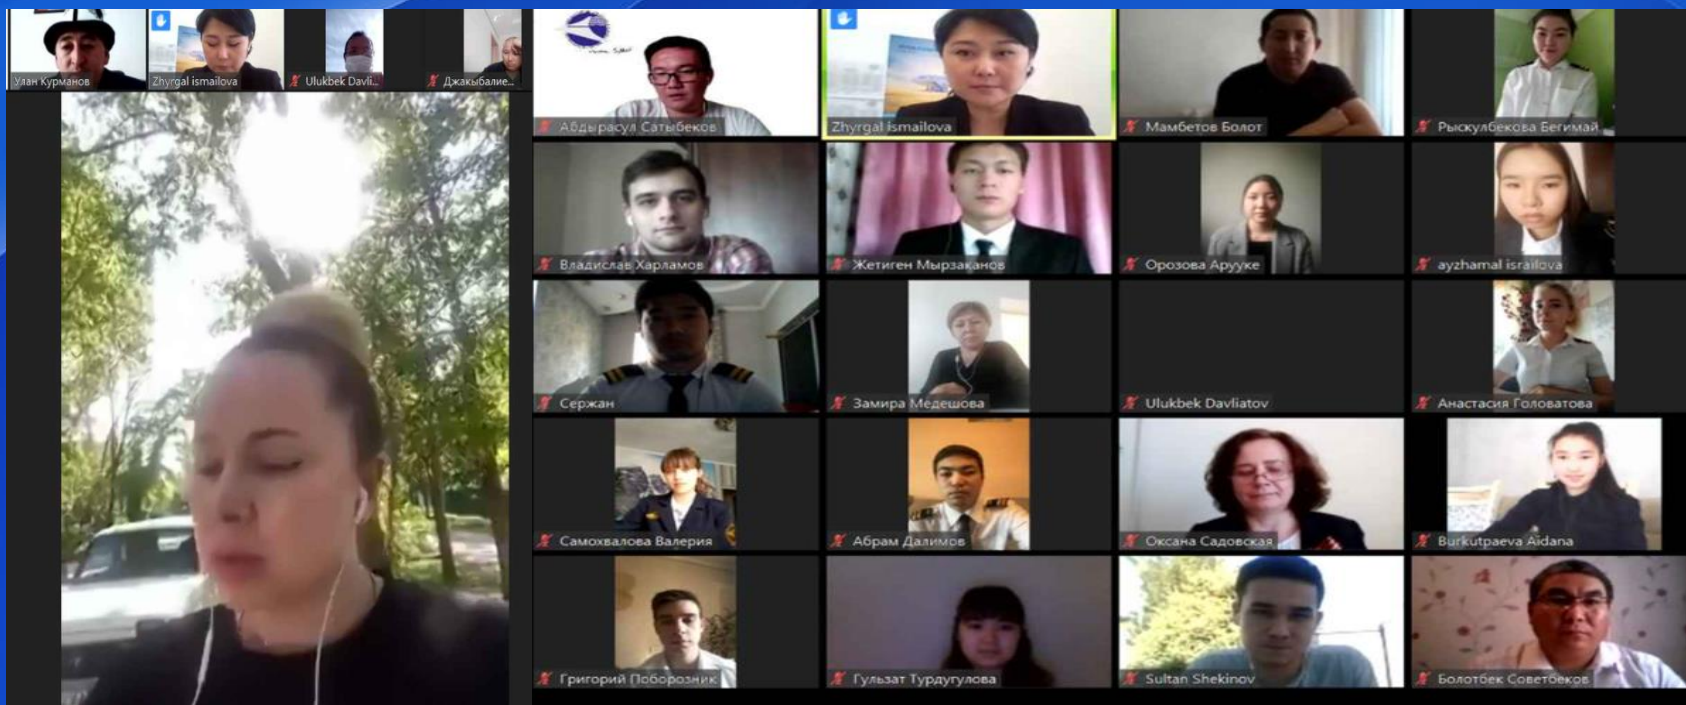 Улан Курманов
Zhyrgal ismailova
Ulukbek Davli...
Джакыбалие...
Абдырасул Сатыбеков
Zhyrgal ismailova
Мамбетов Болот
Рыскулбекова Бегимай
Владислав Харламов
Жетиген Мырзаканов
Орозова Арууке
ayzhamal israilova
Сержан
Замира Медешова
Ulukbek Davliatov
Анастасия Головатова
Самохвалова Валерия
Абрам Далимов
Оксана Садовская
Burkutpaeva Aidana
Григорий Поборозник
Гульзат Турдугулова
Sultan Shekinov
Болотбек Советбеков